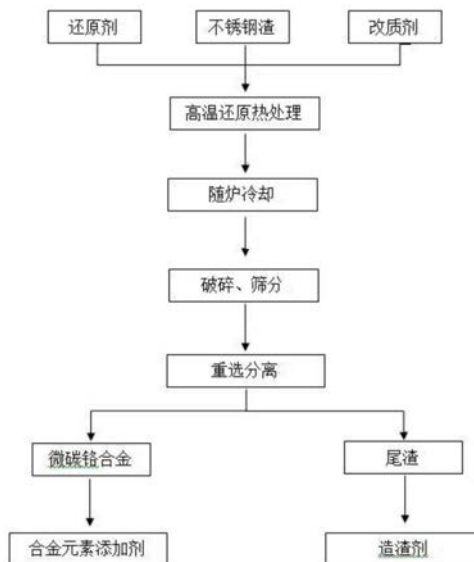 还原剂
不锈钢渣
改质剂
高温还原热处理
随炉冷却
破碎、筛分
重选分离
微碳铬合金
尾渣
合金元素添加剂
造渣剂